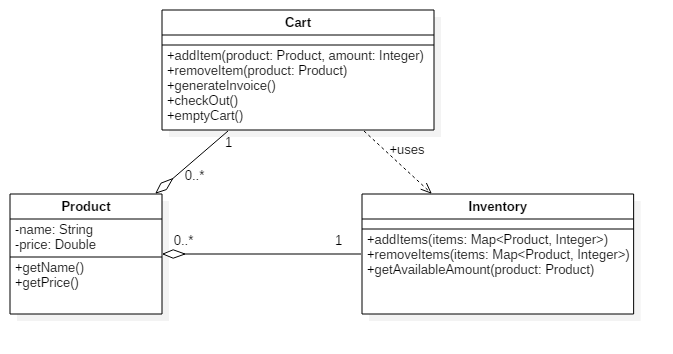 Cart
+addItem(product: Product, amount: Integer)
+removeItem(product: Product)
+generateInvoice()
+checkOut()
+emptyCart()
1
+uses
0..*
Product
-name: String
-price: Double
+getName()
+getPrice()
0..*
1
Inventory
+addItems(items: Map<Product, Integer>)
+removeItems(items: Map<Product, Integer>)
+getAvailableAmount(product: Product)